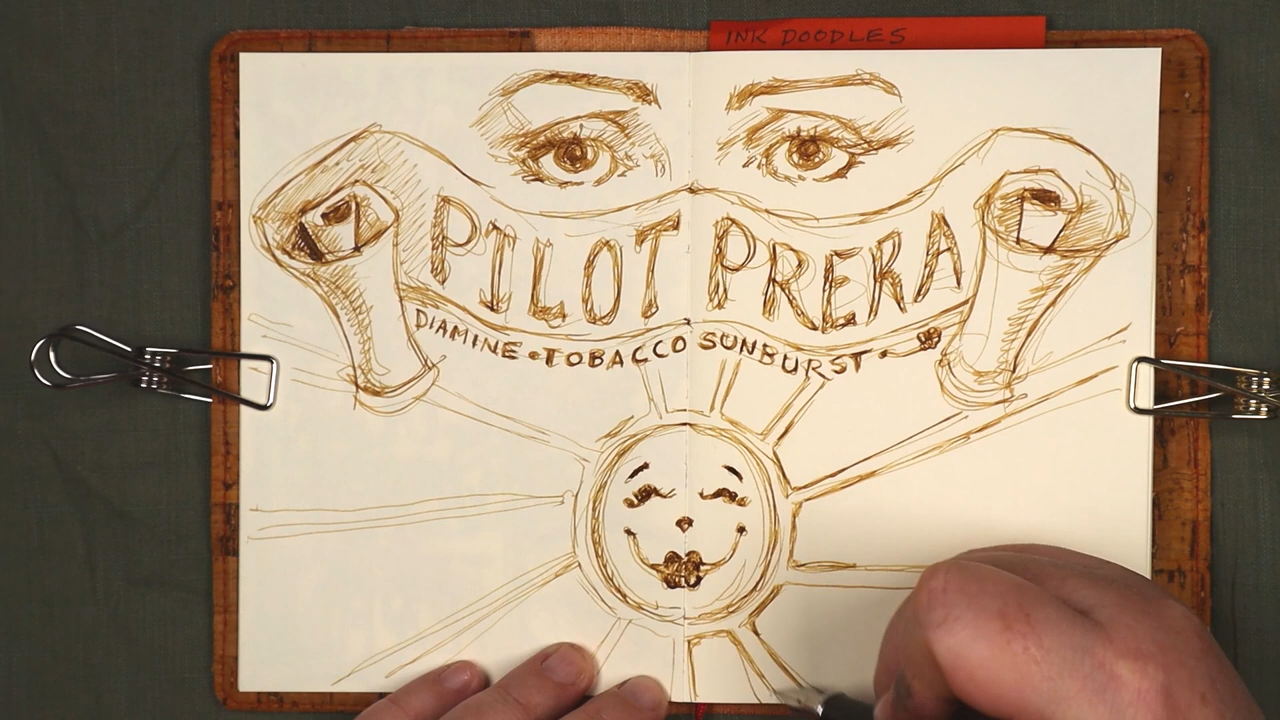 INK DOODLES
PILOT PRERA
DIAMINE • TOBACCO SUNBURST •